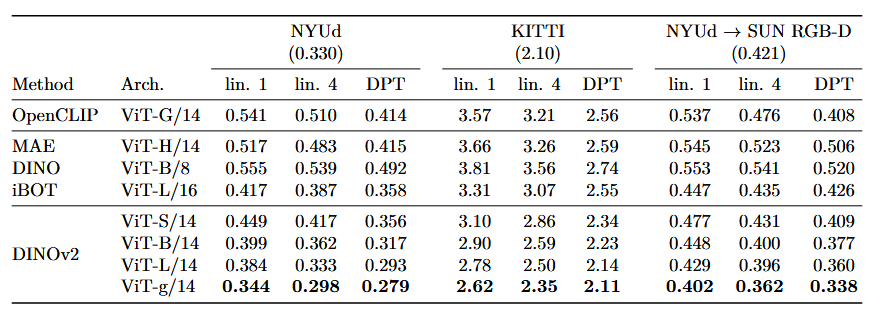 NYUd KITTI NYUd → SUN RGB-D
(0.330) (2.10) (0.421)
Method Arch. lin. 1 lin. 4 DPT lin. 1 lin. 4 DPT lin. 1 lin. 4 DPT
OpenCLIP ViT-G/14 0.541 0.510 0.414 3.57 3.21 2.56 0.537 0.476 0.408
MAE ViT-H/14 0.517 0.483 0.415 3.66 3.26 2.59 0.545 0.523 0.506
DINO ViT-B/8 0.555 0.539 0.492 3.81 3.56 2.74 0.553 0.541 0.520
iBOT ViT-L/16 0.417 0.387 0.358 3.31 3.07 2.55 0.447 0.435 0.426
DINOv2 ViT-S/14 0.449 0.417 0.356 3.10 2.86 2.34 0.477 0.431 0.409
ViT-B/14 0.399 0.362 0.317 2.90 2.59 2.23 0.448 0.400 0.377
ViT-L/14 0.384 0.333 0.293 2.78 2.50 2.14 0.429 0.396 0.360
ViT-g/14 0.344 0.298 0.279 2.62 2.35 2.11 0.402 0.362 0.338